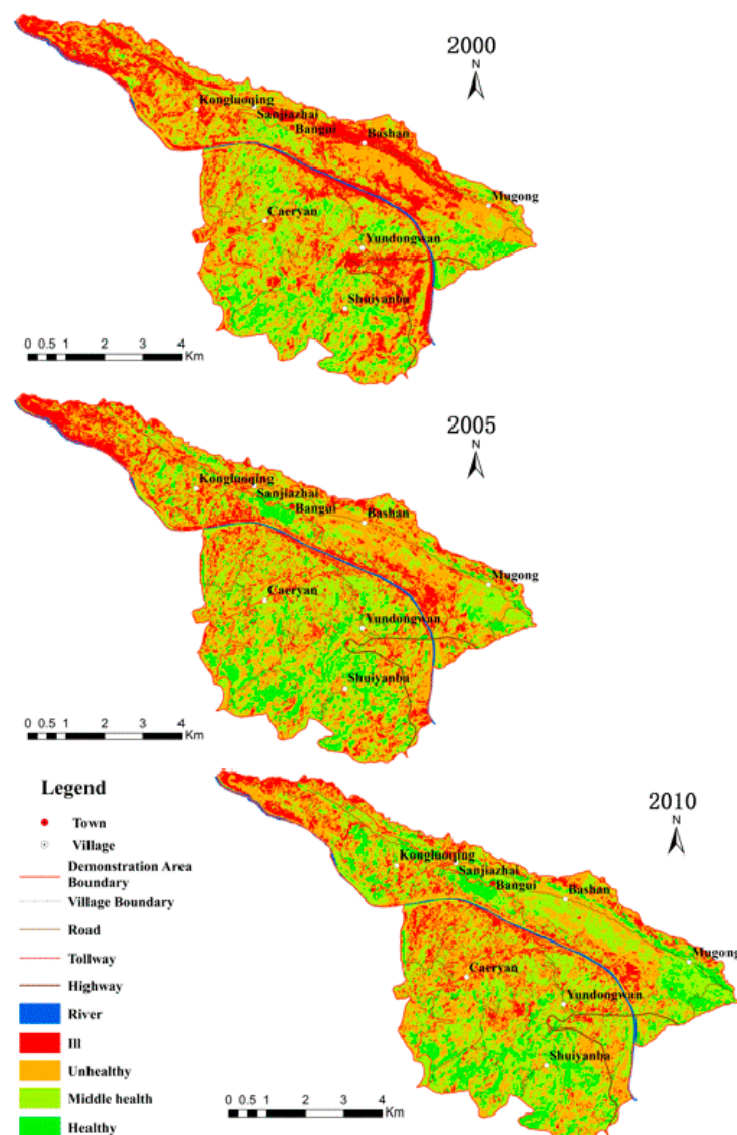 2000
N
Kongluoqing
Sanjiazhai
Bangui
Bashan
Mugong
Caeryan
Yundongwan
Shuiyanba
0 0.5 1 2 3 4
Km
2005
N
Kongluoqing
Sanjiazhai
Bangui
Bashan
Mugong
Caeryan
Yundongwan
Shuiyanba
0 0.5 1 2 3 4
Km
2010
N
Kongluoqing
Sanjiazhai
Bangui
Bashan
Mugong
Caeryan
Yundongwan
Shuiyanba
0 0.5 1 2 3 4
Km
Legend
Town
Village
Demonstration Area
Boundary
Village Boundary
Road
Tollway
Highway
River
Ill
Unhealthy
Middle health
Healthy